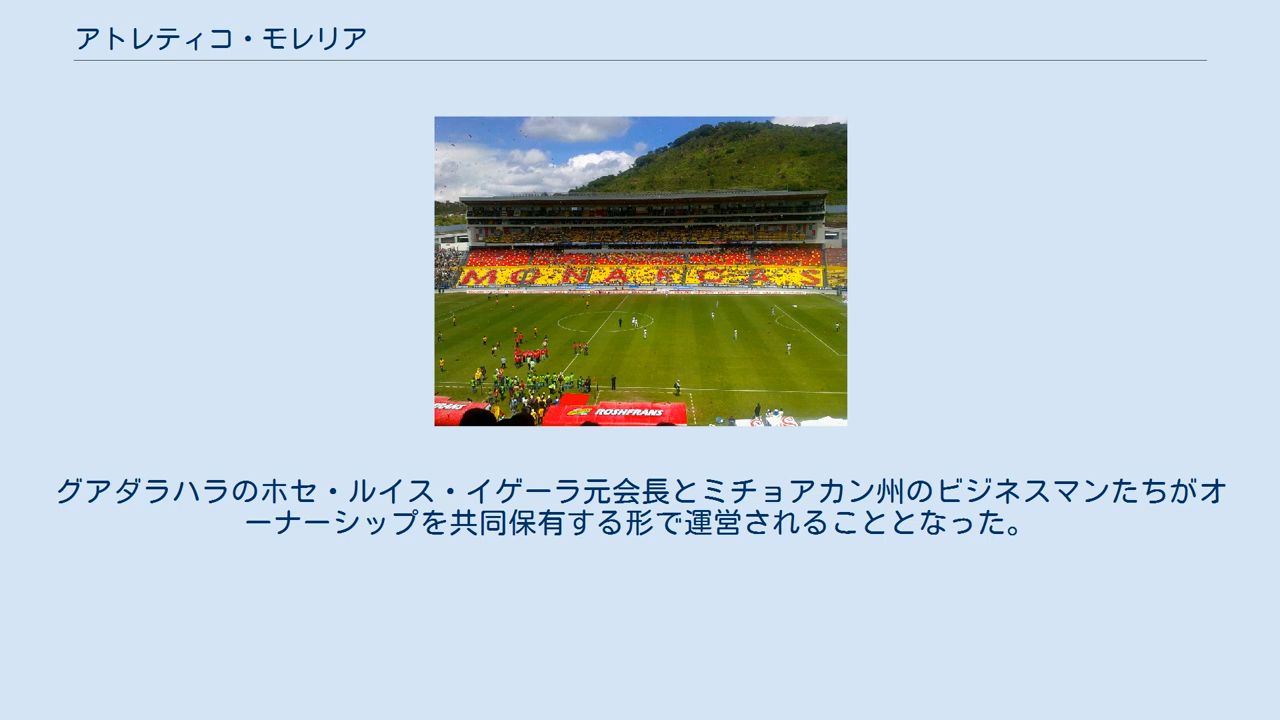 アトレティコ・モレリア
MONARCAS
FRANS
ROSHFRANS
グアダラハラのホセ・ルイス・イゲーラ元会長とミチョアカン州のビジネスマンたちがオ
ーナーシップを共同保有する形で運営されることとなった。